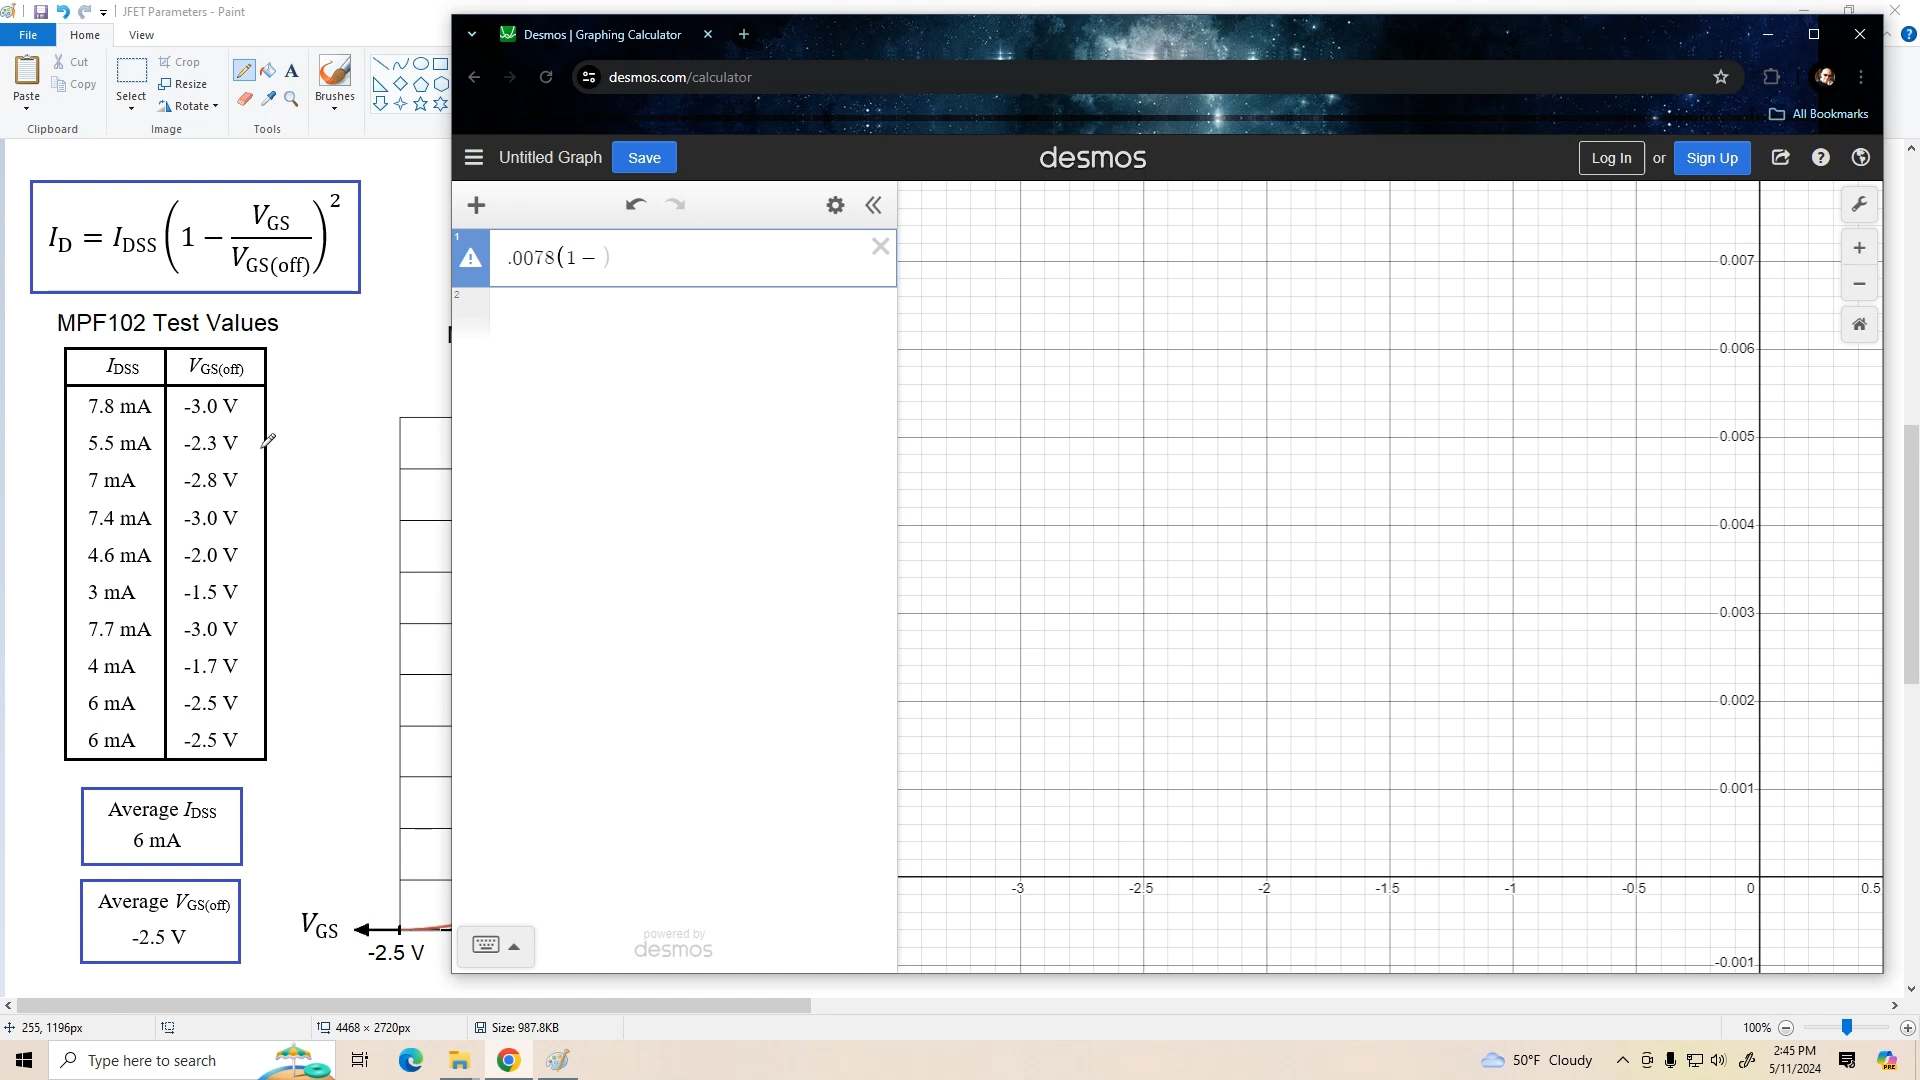 JFET Parameters - Paint
File Home View
Paste Cut Copy
Select Crop Resize Rotate
Brushes
Clipboard Image Tools
I_D = I_DSS (1 − V_GS / V_GS(off))²
MPF102 Test Values
I_DSS V_GS(off)
7.8 mA -3.0 V
5.5 mA -2.3 V
7 mA -2.8 V
7.4 mA -3.0 V
4.6 mA -2.0 V
3 mA -1.5 V
7.7 mA -3.0 V
4 mA -1.7 V
6 mA -2.5 V
6 mA -2.5 V
Average I_DSS
6 mA
Average V_GS(off)
-2.5 V
V_GS
-2.5 V
Desmos | Graphing Calculator
desmos.com/calculator
All Bookmarks
Untitled Graph Save desmos Log In or Sign Up
1
.0078(1 − )
2
powered by
desmos
0.007
0.006
0.005
0.004
0.003
0.002
0.001
-3 -2.5 -2 -1.5 -1 -0.5 0 0.5
-0.001
255, 1196px 4468 × 2720px Size: 987.8KB 100%
Type here to search 50°F Cloudy 2:45 PM
5/11/2024